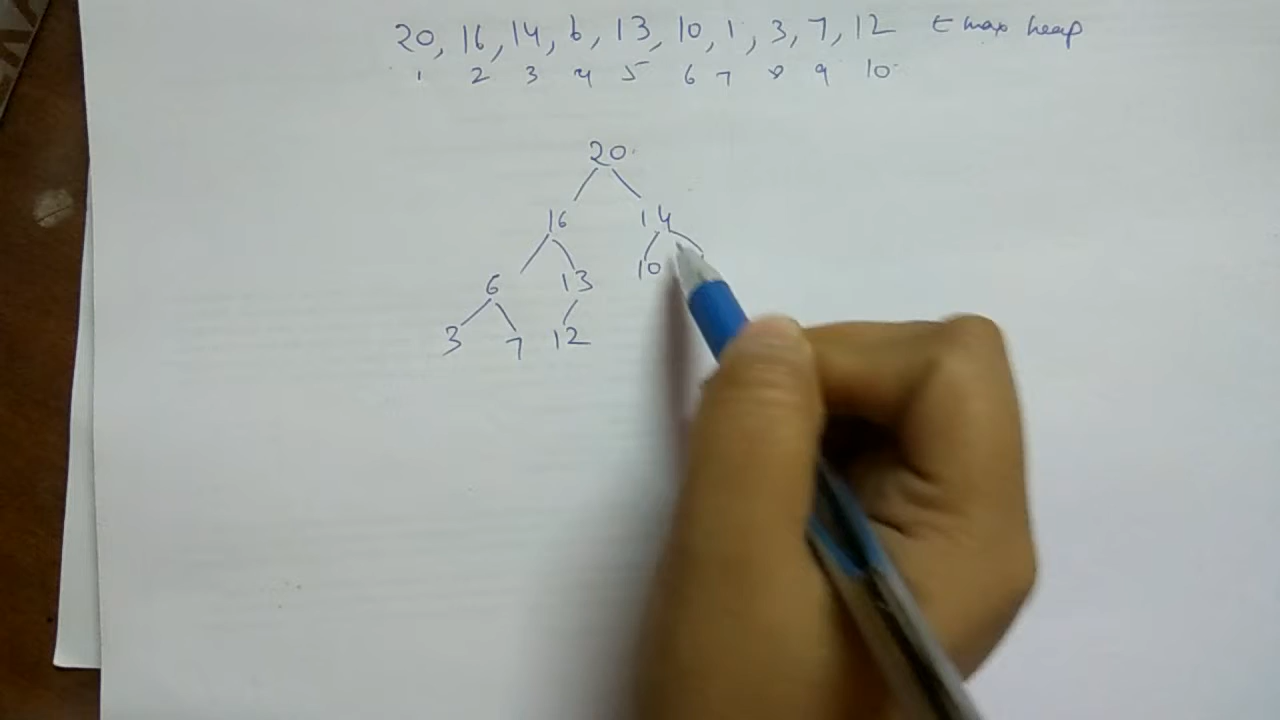 20, 16, 14, 6, 13, 10, 1, 3, 7, 12 ← max heap
1 2 3 4 5 6 7 8 9 10
20
16 14
6 13 10
3 7 12